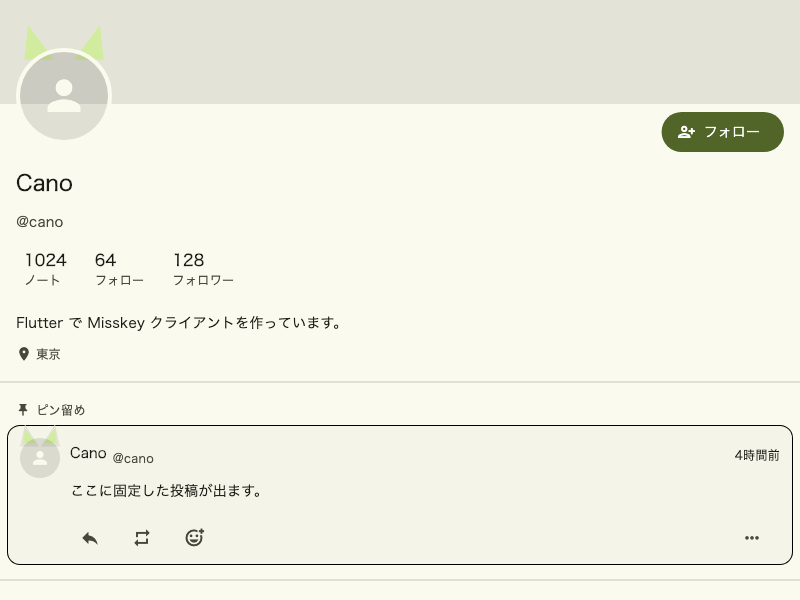 フォロー
Cano
@cano
1024 64 128
ノート フォロー フォロワー
Flutter で Misskey クライアントを作っています。
東京
ピン留め
Cano @cano 4時間前
ここに固定した投稿が出ます。